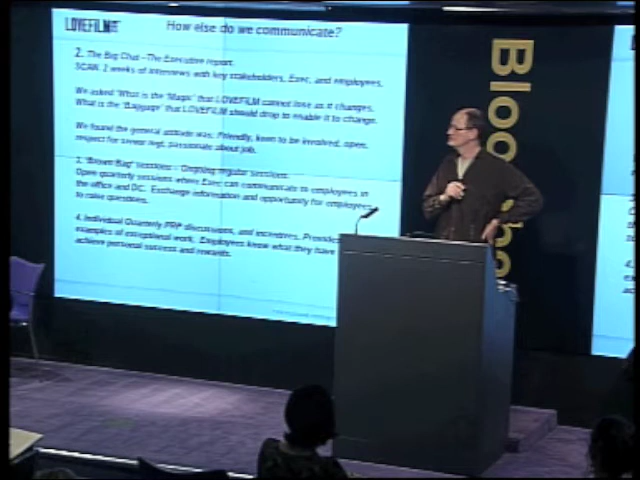 LOVEFILM
How else do we communicate?
2. The Big Chat –The Executive report.
SCAN. 2 weeks of interviews with key stakeholders, Exec, and employees.
We asked 'What is the 'Magic' that LOVEFILM cannot lose as it changes.
What is the 'Baggage' that LOVEFILM should drop to enable it to change.
We found the general attitude was: Friendly, keen to be involved, open,
respect for senior mgt, passionate about job.
3. 'Brown Bag' sessions – Ongoing regular sessions.
Open quarterly sessions where Exec can communicate to employees in
the office and DC. Exchange information and opportunity for employees
to raise questions.
4. Individual Quarterly PRP discussions, and incentives. Provides
examples of exceptional work. Employees know what they have
achieve personal success and rewards.
Bloo